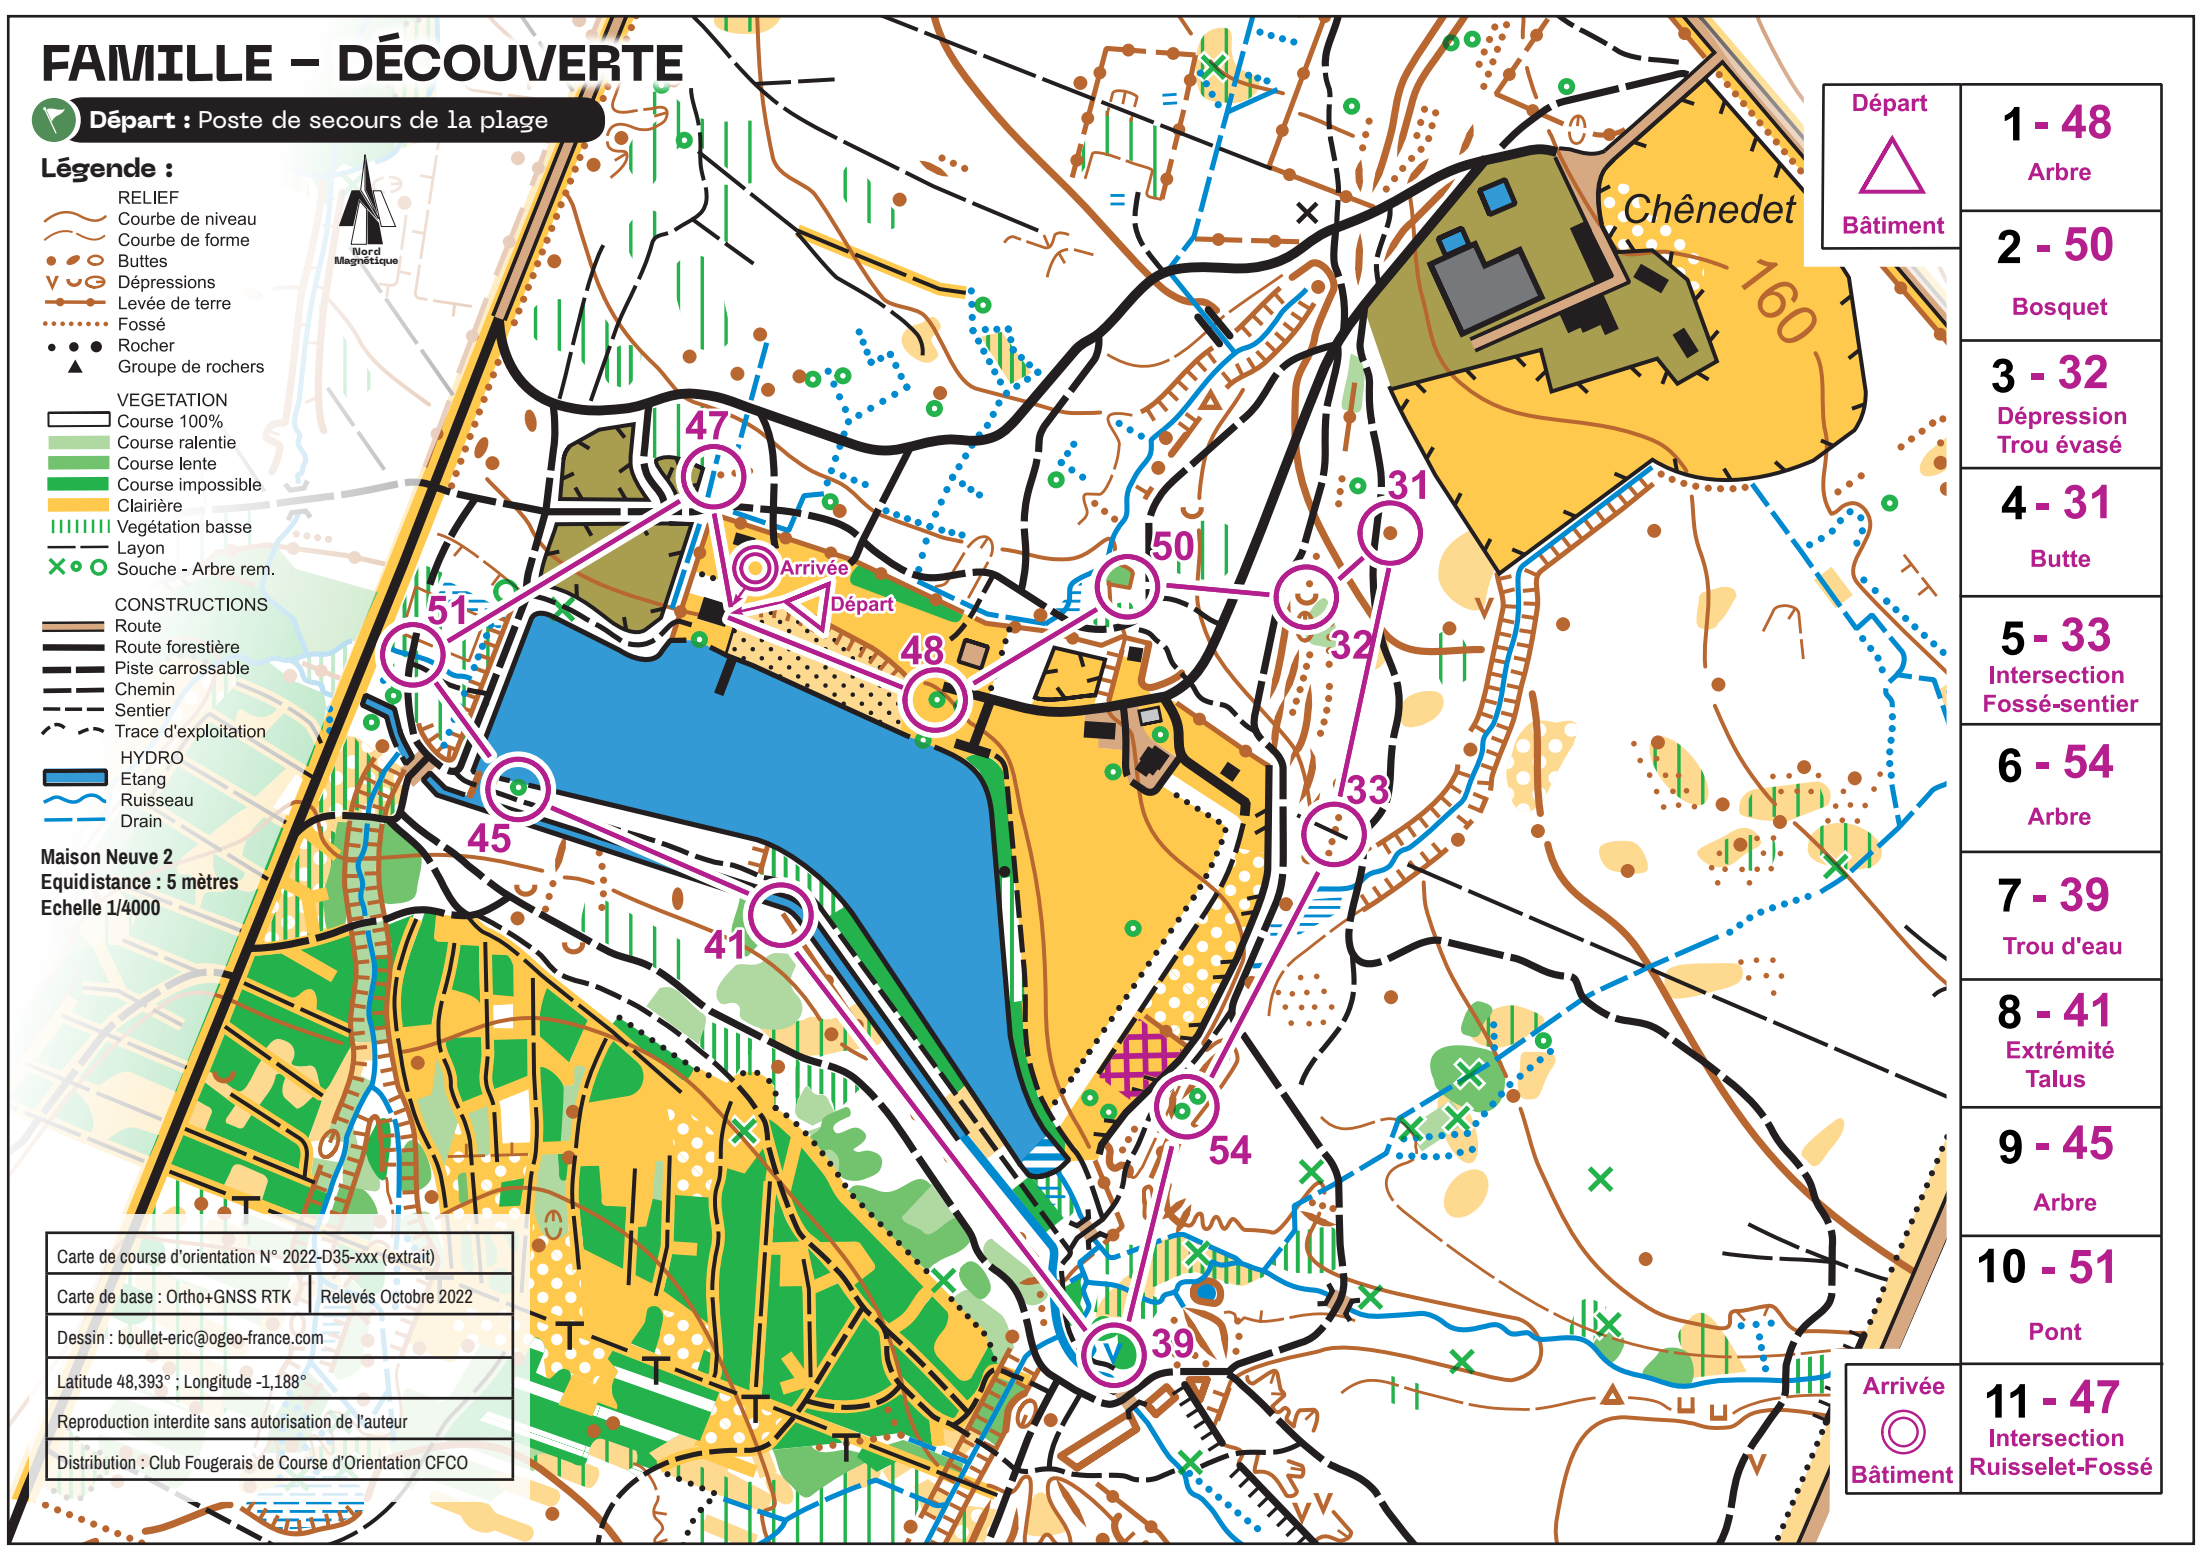 FAMILLE – DÉCOUVERTE
Départ : Poste de secours de la plage
Légende :
RELIEF
Courbe de niveau
Courbe de forme
Buttes
Dépressions
Levée de terre
Fossé
Rocher
Groupe de rochers
VEGETATION
Course 100%
Course ralentie
Course lente
Course impossible
Clairière
Vegétation basse
Layon
Souche - Arbre rem.
CONSTRUCTIONS
Route
Route forestière
Piste carrossable
Chemin
Sentier
Trace d'exploitation
HYDRO
Etang
Ruisseau
Drain
Maison Neuve 2
Equidistance : 5 mètres
Echelle 1/4000
Nord
Magnétique
Carte de course d'orientation N° 2022-D35-xxx (extrait)
Carte de base : Ortho+GNSS RTK
Relevés Octobre 2022
Dessin : boullet-eric@ogeo-france.com
Latitude 48,393° ; Longitude -1,188°
Reproduction interdite sans autorisation de l'auteur
Distribution : Club Fougerais de Course d'Orientation CFCO
Chênedet
160
47
31
50
Arrivée
Départ
51
32
48
33
45
41
54
39
Départ
Bâtiment
1 - 48
Arbre
2 - 50
Bosquet
3 - 32
Dépression
Trou évasé
4 - 31
Butte
5 - 33
Intersection
Fossé-sentier
6 - 54
Arbre
7 - 39
Trou d'eau
8 - 41
Extrémité
Talus
9 - 45
Arbre
10 - 51
Pont
11 - 47
Intersection
Ruisselet-Fossé
Arrivée
Bâtiment